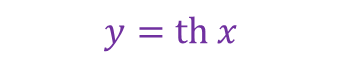 y = th x